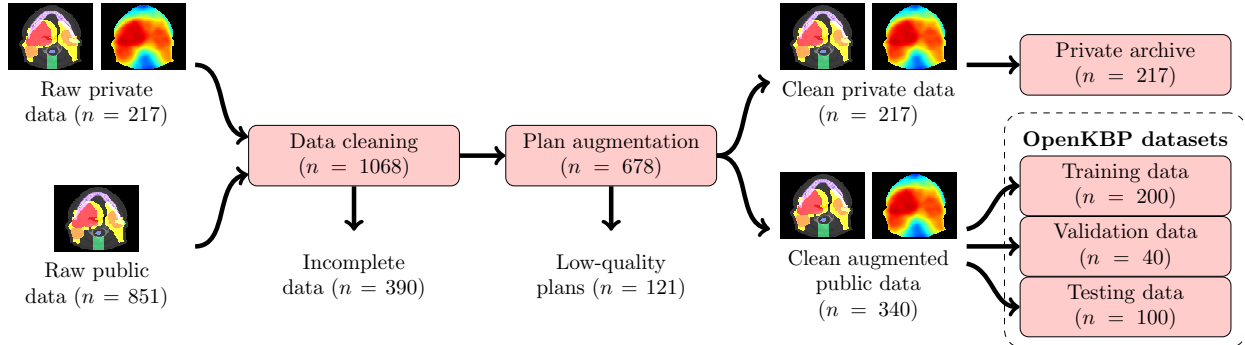 Raw private
data (n = 217)
Raw public
data (n = 851)
Data cleaning
(n = 1068)
Incomplete
data (n = 390)
Plan augmentation
(n = 678)
Low-quality
plans (n = 121)
Clean private data
(n = 217)
Clean augmented
public data
(n = 340)
Private archive
(n = 217)
OpenKBP datasets
Training data
(n = 200)
Validation data
(n = 40)
Testing data
(n = 100)